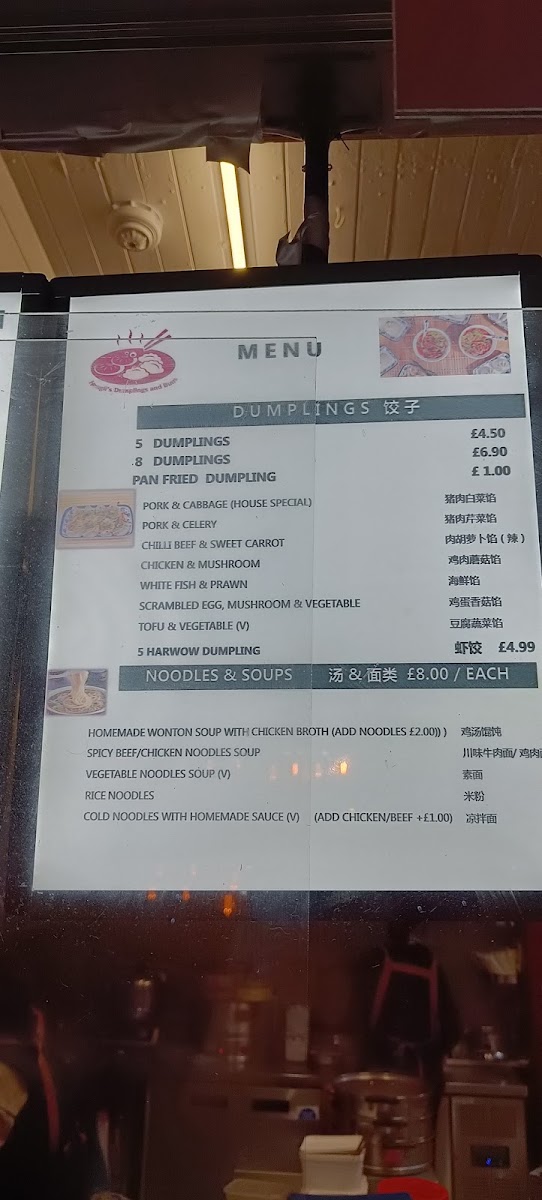 MENU
DUMPLINGS 饺子
5 DUMPLINGS £4.50
8 DUMPLINGS £6.90
PAN FRIED DUMPLING £ 1.00
PORK & CABBAGE (HOUSE SPECIAL) 猪肉白菜馅
PORK & CELERY 猪肉芹菜馅
CHILLI BEEF & SWEET CARROT 肉胡萝卜馅 ( 辣 )
CHICKEN & MUSHROOM 鸡肉蘑菇馅
WHITE FISH & PRAWN 海鲜馅
SCRAMBLED EGG, MUSHROOM & VEGETABLE 鸡蛋香菇馅
TOFU & VEGETABLE (V) 豆腐蔬菜馅
5 HARWOW DUMPLING 虾饺 £4.99
NOODLES & SOUPS 汤 & 面类 £8.00 / EACH
HOMEMADE WONTON SOUP WITH CHICKEN BROTH (ADD NOODLES £2.00)) ) 鸡汤馄饨
SPICY BEEF/CHICKEN NOODLES SOUP 川味牛肉面/ 鸡肉
VEGETABLE NOODLES SOUP (V) 素面
RICE NOODLES 米粉
COLD NOODLES WITH HOMEMADE SAUCE (V) (ADD CHICKEN/BEEF +£1.00) 凉拌面